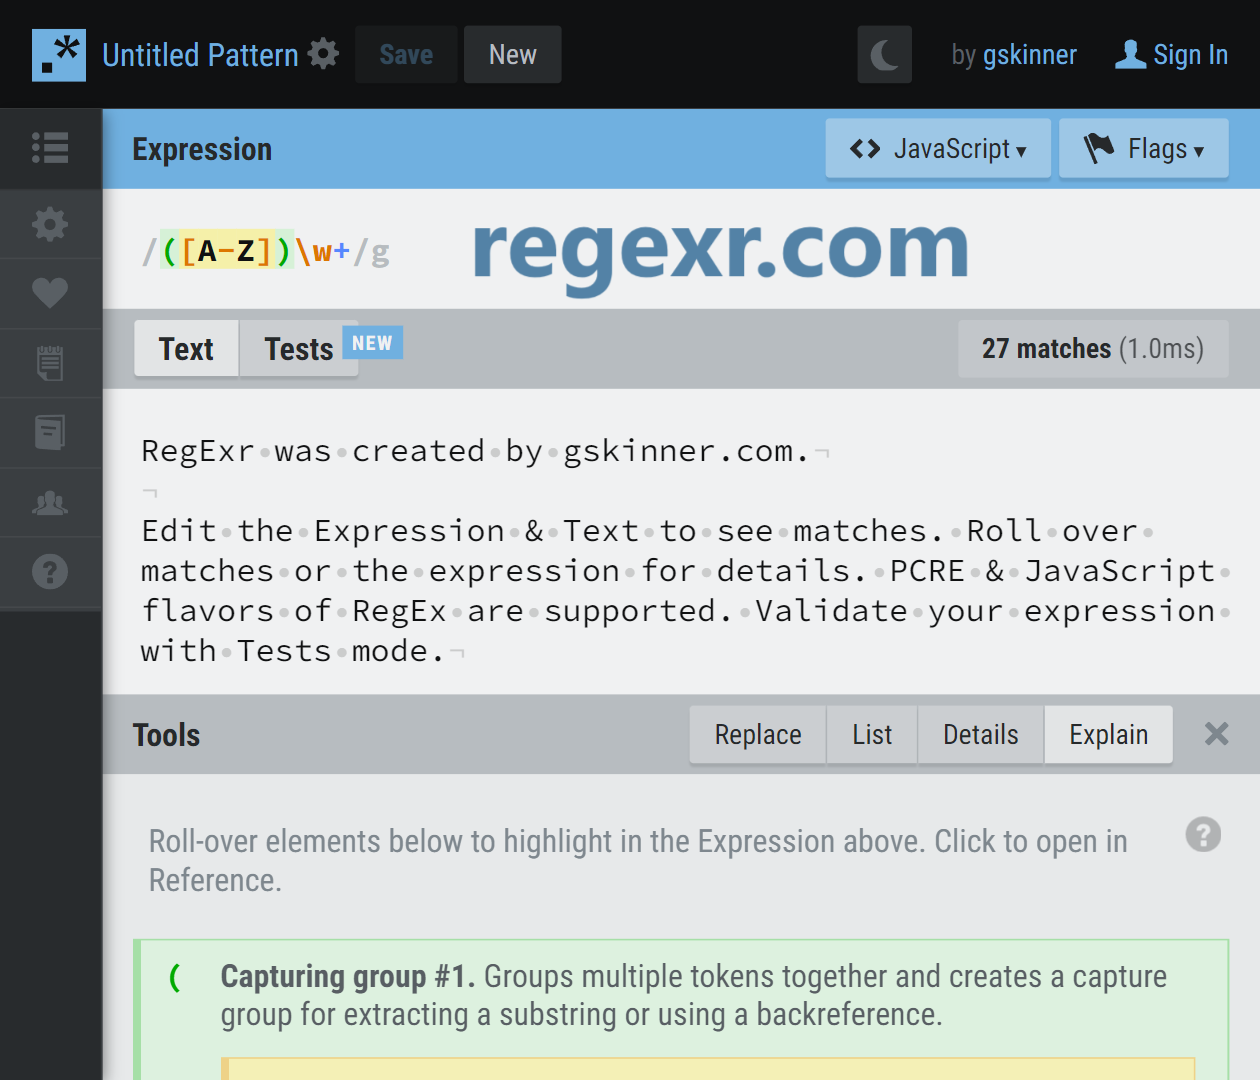 Untitled Pattern Save New by gskinner Sign In
Expression JavaScript ▾ Flags ▾
/([A-Z])\w+/g regexr.com
Text Tests NEW 27 matches (1.0ms)
RegExr was created by gskinner.com.
Edit the Expression & Text to see matches. Roll over
matches or the expression for details. PCRE & JavaScript
flavors of RegEx are supported. Validate your expression
with Tests mode.
Tools Replace List Details Explain
Roll-over elements below to highlight in the Expression above. Click to open in
Reference.
( Capturing group #1. Groups multiple tokens together and creates a capture
group for extracting a substring or using a backreference.